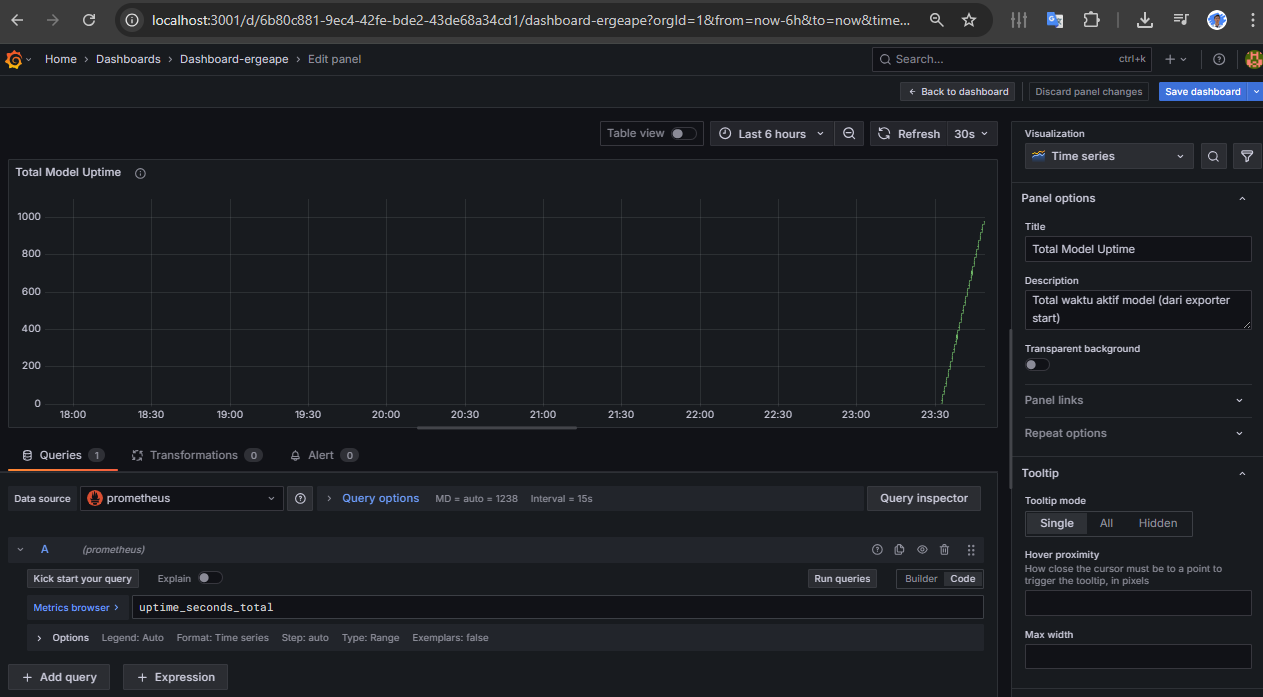 localhost:3001/d/6b80c881-9ec4-42fe-bde2-43de68a34cd1/dashboard-ergeape?orgId=1&from=now-6h&to=now&time...
Home › Dashboards › Dashboard-ergeape › Edit panel
Search... ctrl+k
Back to dashboard Discard panel changes Save dashboard
Table view Last 6 hours Refresh 30s
Total Model Uptime
1000
800
600
400
200
0
18:00 18:30 19:00 19:30 20:00 20:30 21:00 21:30 22:00 22:30 23:00 23:30
Queries 1 Transformations 0 Alert 0
Data source prometheus Query options MD = auto = 1238 Interval = 15s Query inspector
A (prometheus)
Kick start your query Explain Run queries Builder Code
Metrics browser > uptime_seconds_total
Options Legend: Auto Format: Time series Step: auto Type: Range Exemplars: false
+ Add query + Expression
Visualization
Time series
Panel options
Title
Total Model Uptime
Description
Total waktu aktif model (dari exporter
start)
Transparent background
Panel links
Repeat options
Tooltip
Tooltip mode
Single All Hidden
Hover proximity
How close the cursor must be to a point to
trigger the tooltip, in pixels
Max width